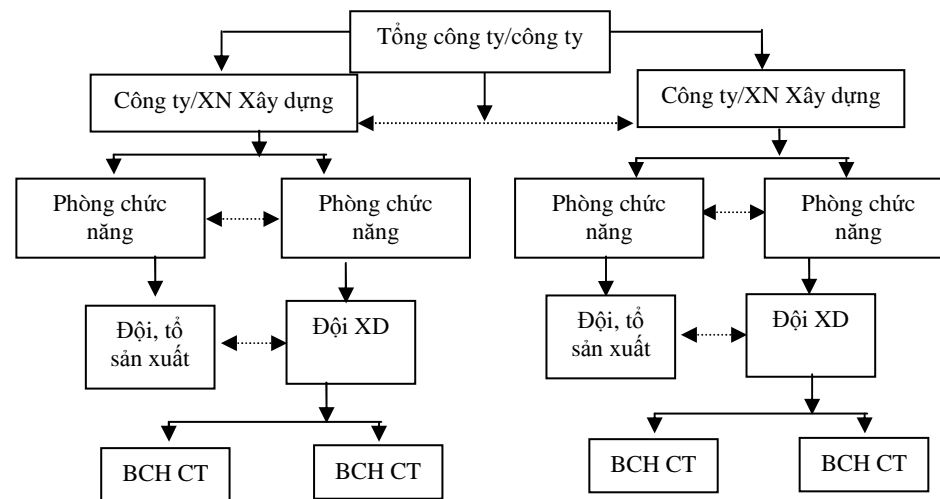 Tổng công ty/công ty
Công ty/XN Xây dựng
Công ty/XN Xây dựng
Phòng chức
năng
Phòng chức
năng
Phòng chức
năng
Phòng chức
năng
Đội, tổ
sản xuất
Đội XD
Đội, tổ
sản xuất
Đội XD
BCH CT
BCH CT
BCH CT
BCH CT